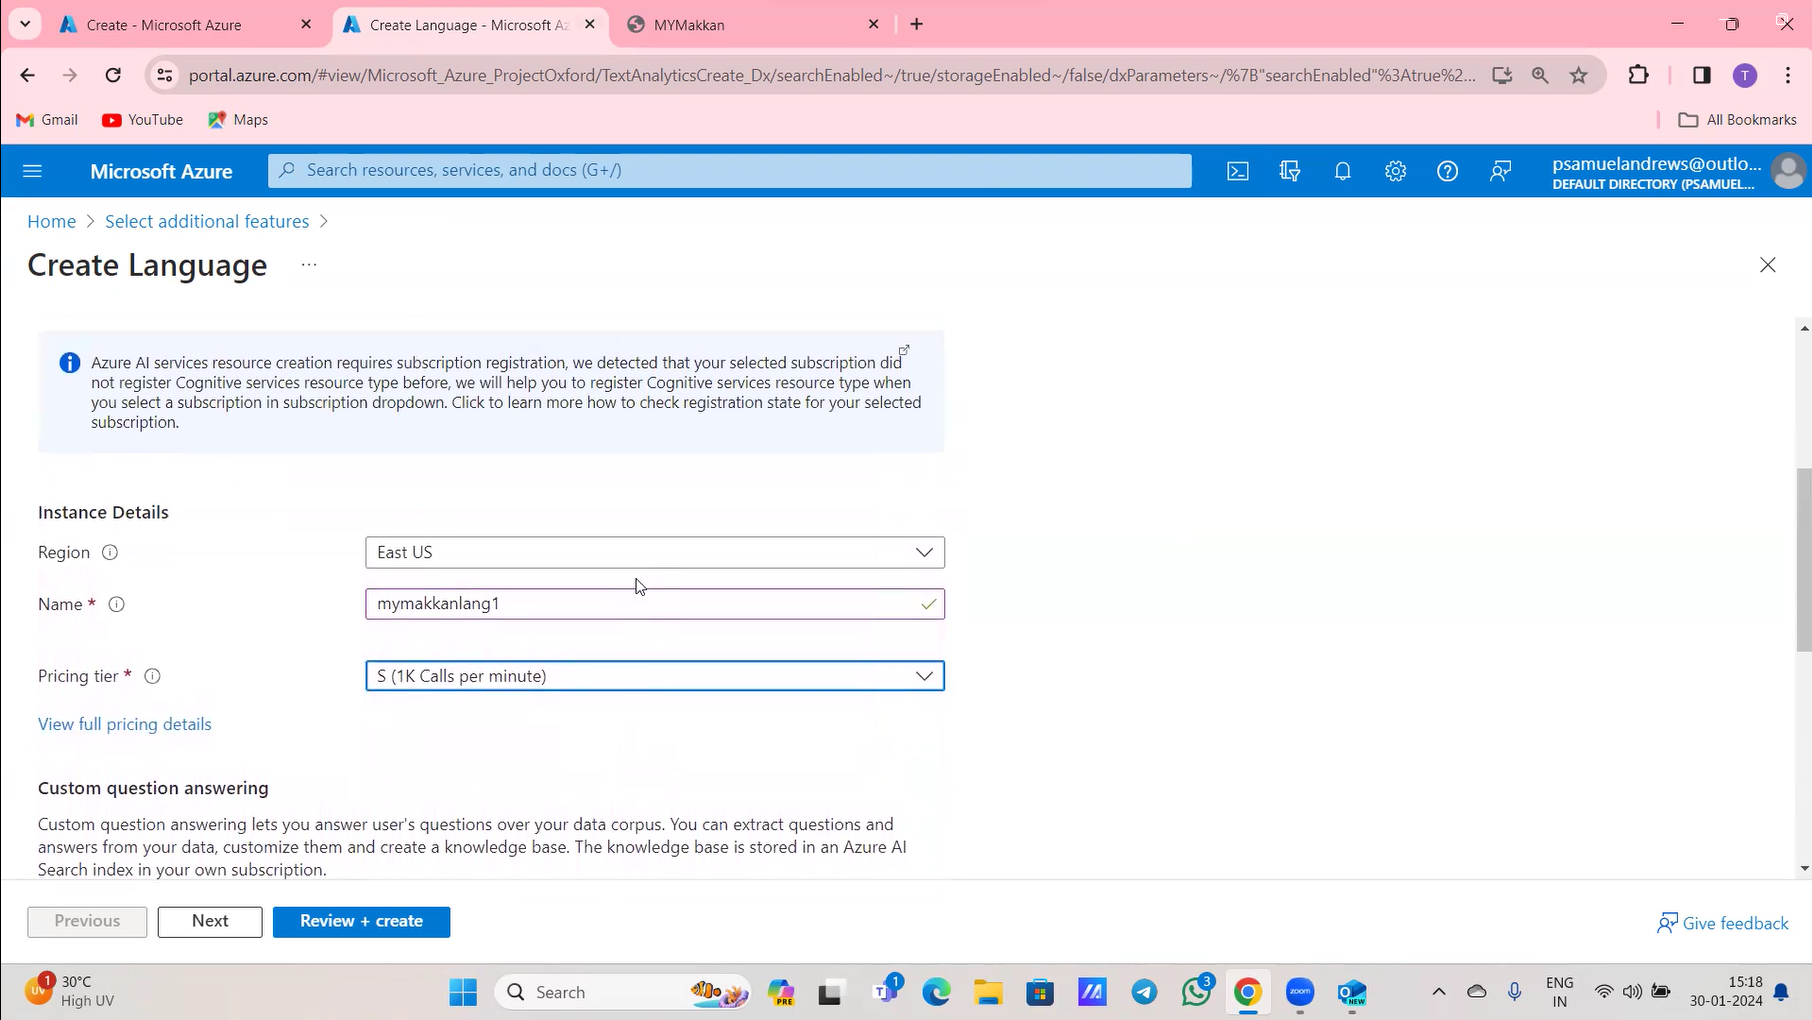 Create - Microsoft Azure
Create Language - Microsoft Az
MYMakkan
portal.azure.com/#view/Microsoft_Azure_ProjectOxford/TextAnalyticsCreate_Dx/searchEnabled~/true/storageEnabled~/false/dxParameters~/%7B"searchEnabled"%3Atrue%2...
T
Gmail
YouTube
Maps
All Bookmarks
Microsoft Azure
Search resources, services, and docs (G+/)
psamuelandrews@outlo...
DEFAULT DIRECTORY (PSAMUEL...
Home > Select additional features >
Create Language ...
Azure AI services resource creation requires subscription registration, we detected that your selected subscription did
not register Cognitive services resource type before, we will help you to register Cognitive services resource type when
you select a subscription in subscription dropdown. Click to learn more how to check registration state for your selected
subscription.
Instance Details
Region
East US
Name *
mymakkanlang1
Pricing tier *
S (1K Calls per minute)
View full pricing details
Custom question answering
Custom question answering lets you answer user's questions over your data corpus. You can extract questions and
answers from your data, customize them and create a knowledge base. The knowledge base is stored in an Azure AI
Search index in your own subscription.
Previous
Next
Review + create
Give feedback
UV
1
30°C
High UV
Search
PRE
1
3
zoom
NEW
ENG
IN
15:18
30-01-2024